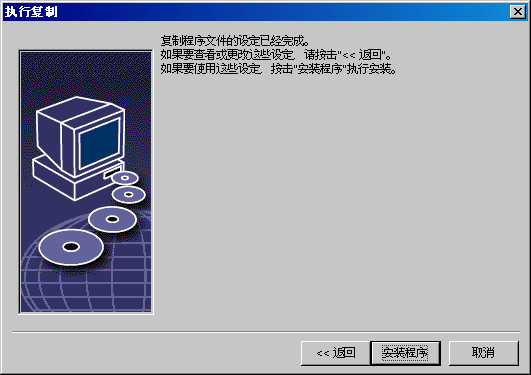 执行复制
复制程序文件的设定已经完成。
如果要查看或更改这些设定，请按击"<< 返回"。
如果要使用这些设定，按击"安装程序"执行安装。
<< 返回
安装程序
取消